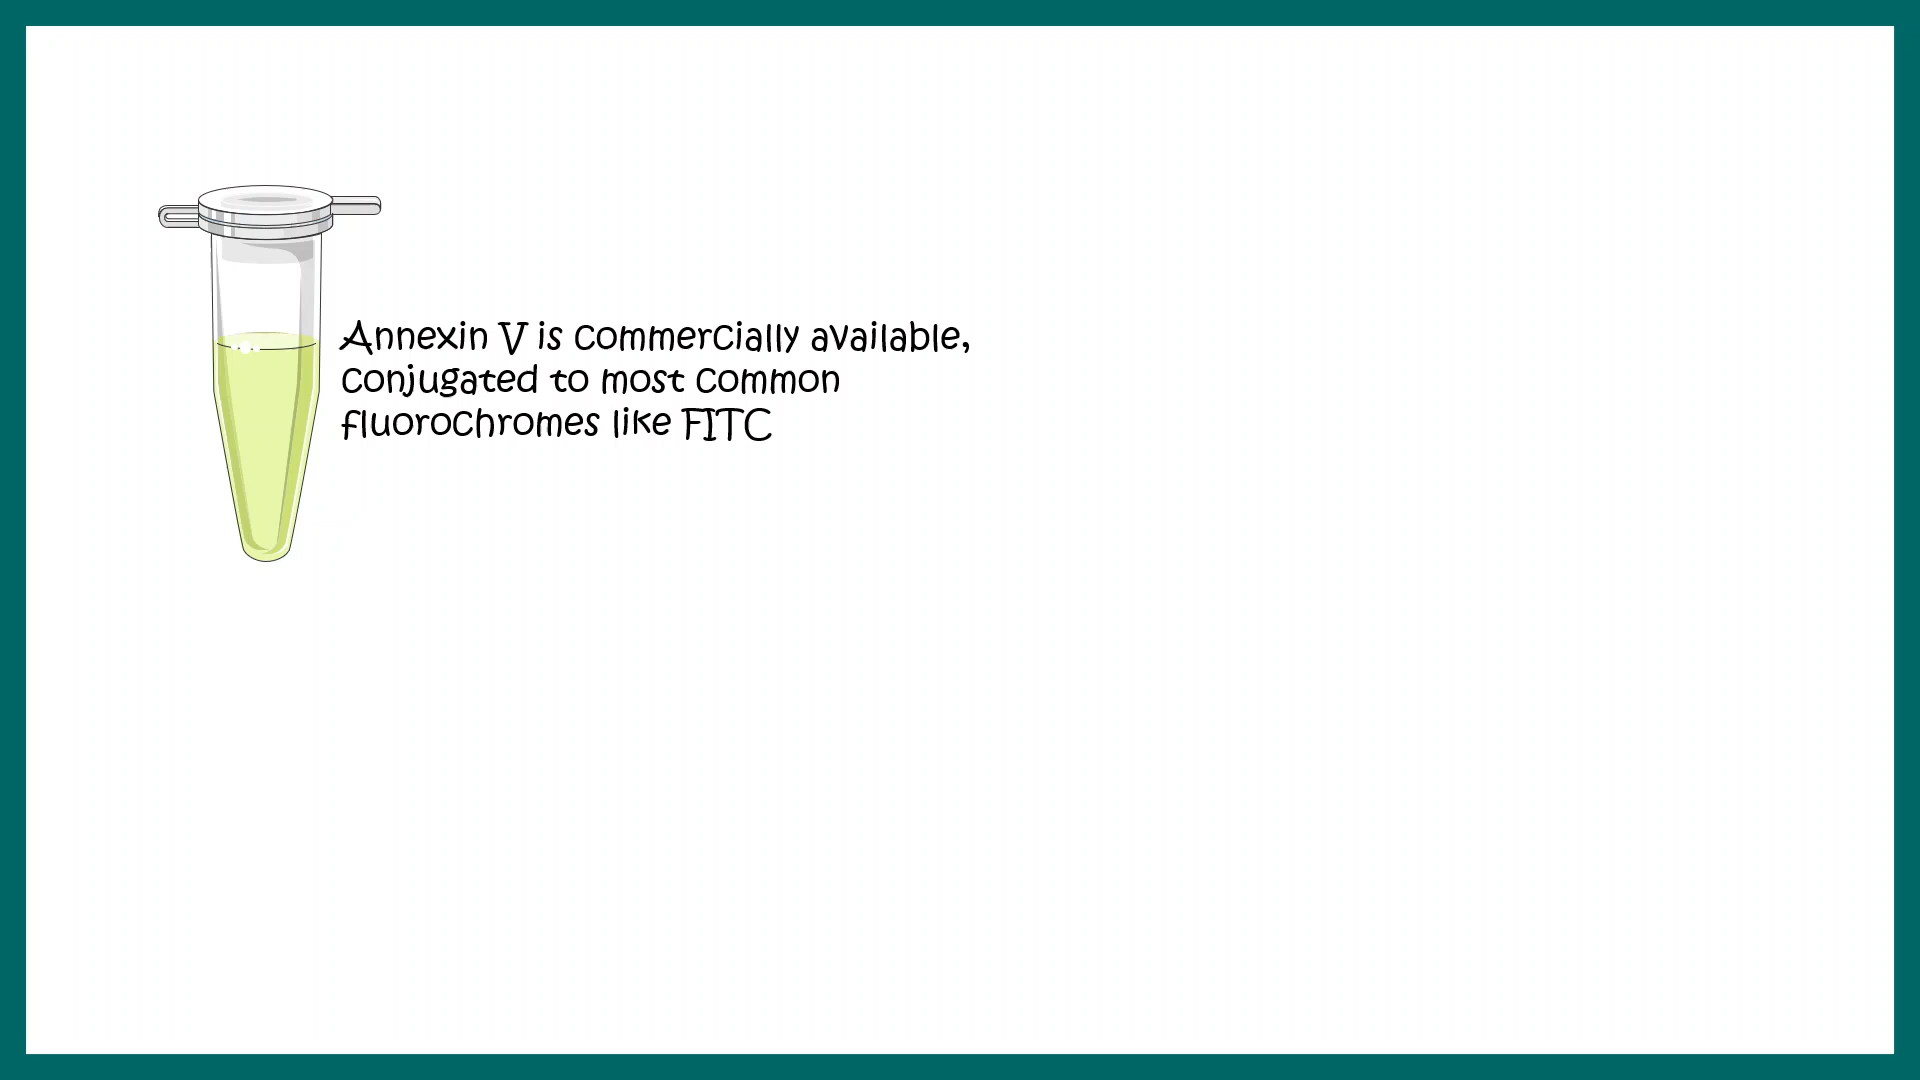 Annexin V is commercially available,
conjugated to most common
fluorochromes like FITC